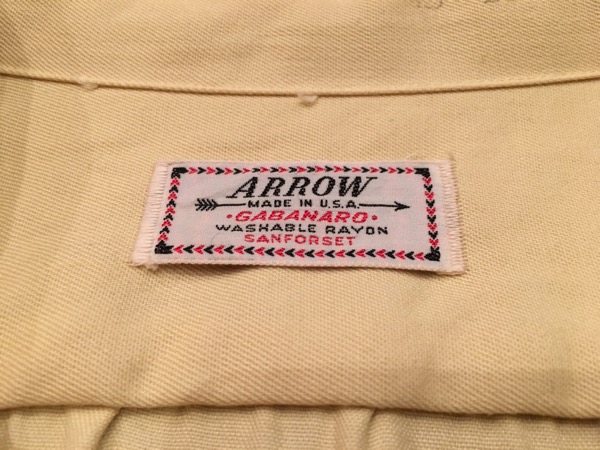 ARROW
MADE IN U.S.A.
• GABANARO •
WASHABLE RAYON
SANFORSET